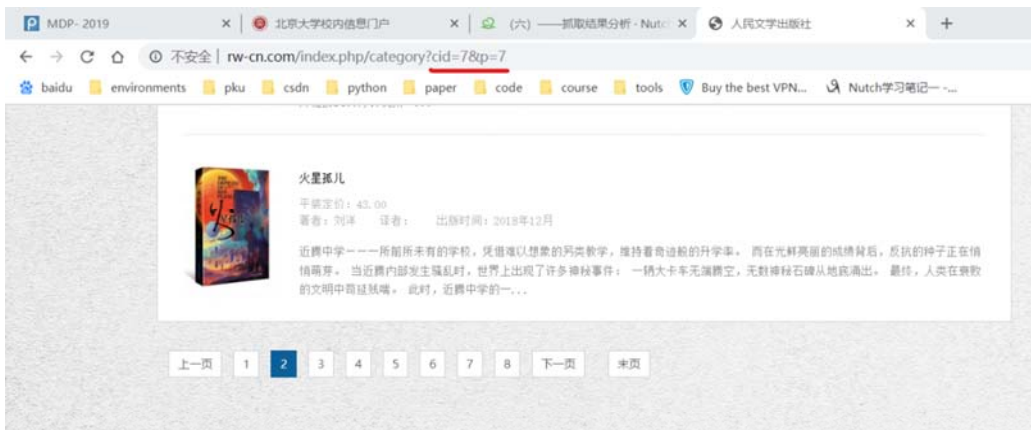 MDP- 2019
北京大学校内信息门户
(六) ——抓取结果分析 - Nutc
人民文学出版社
不安全 | rw-cn.com/index.php/category?cid=7&p=7
baidu environments pku csdn python paper code course tools Buy the best VPN... Nutch学习笔记一 -...
火星孤儿
平装定价：43.00
著者：刘洋 译者： 出版时间：2018年12月
近腾中学———所前所未有的学校，凭借难以想象的另类教学，维持着奇迹般的升学率。 而在光鲜亮丽的成绩背后，反抗的种子正在悄
悄萌芽。 当近腾内部发生骚乱时，世界上出现了许多神秘事件： 一辆大卡车无端腾空，无数神秘石碑从地底涌出。 最终，人类在衰败
的文明中苟延残喘。 此时，近腾中学的一...
上一页 1 2 3 4 5 6 7 8 下一页 末页